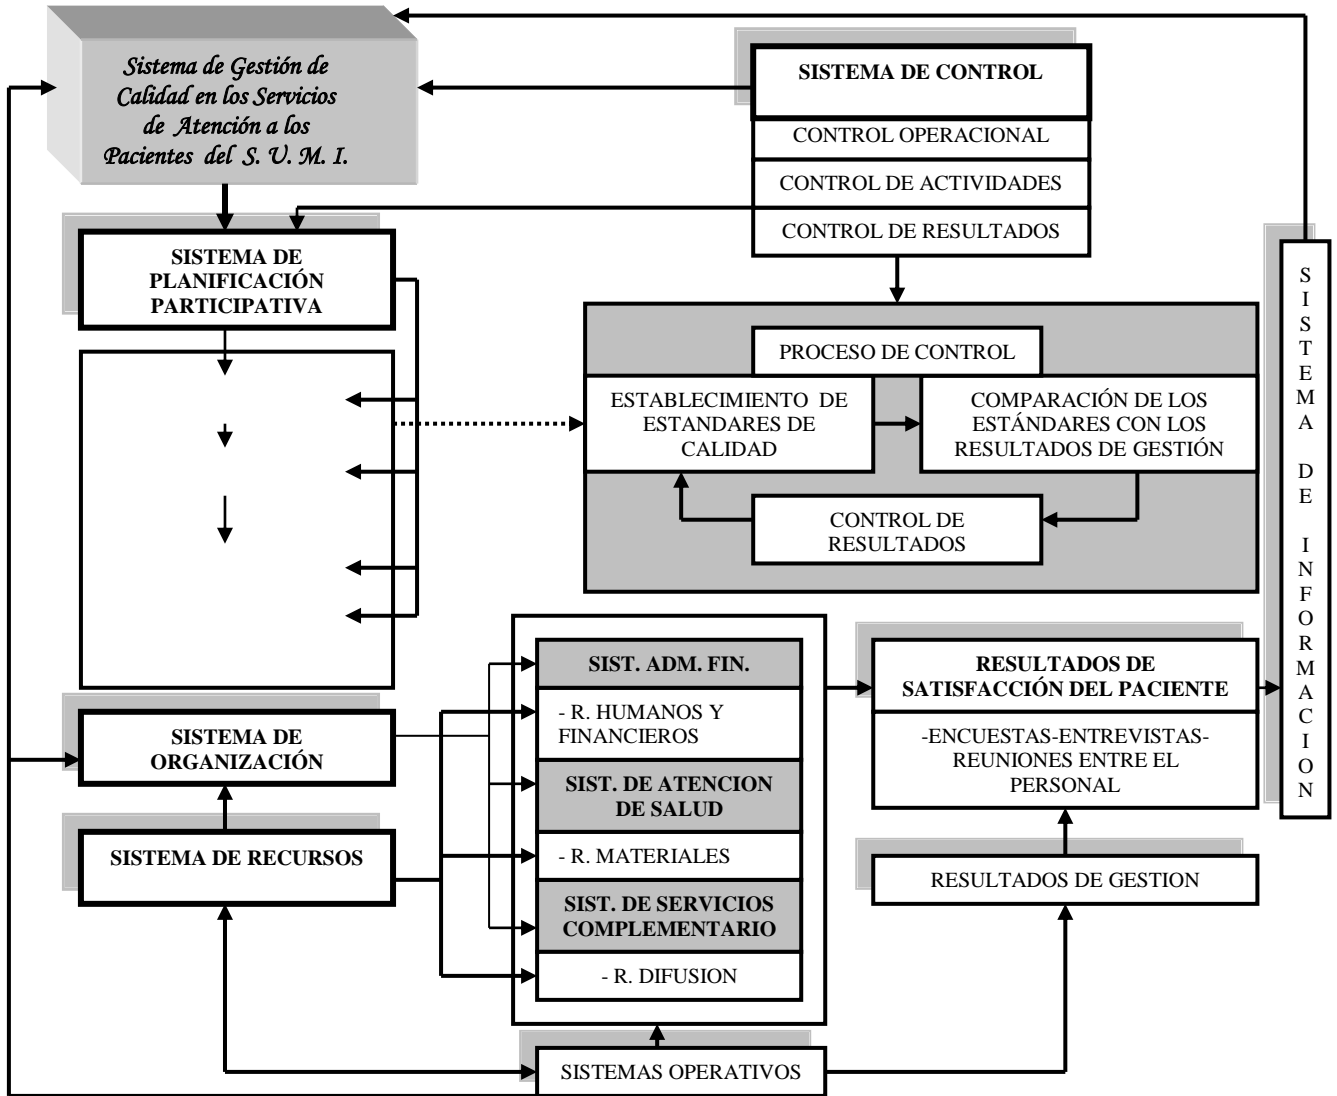 Sistema de Gestión de
Calidad en los Servicios
de Atención a los
Pacientes del S. U. M. I.
SISTEMA DE CONTROL
CONTROL OPERACIONAL
CONTROL DE ACTIVIDADES
CONTROL DE RESULTADOS
SISTEMA DE
PLANIFICACIÓN
PARTICIPATIVA
PROCESO DE CONTROL
ESTABLECIMIENTO DE
ESTANDARES DE
CALIDAD
COMPARACIÓN DE LOS
ESTÁNDARES CON LOS
RESULTADOS DE GESTIÓN
CONTROL DE
RESULTADOS
SISTEMA DE INFORMACION
SIST. ADM. FIN.
- R. HUMANOS Y
FINANCIEROS
SIST. DE ATENCION
DE SALUD
- R. MATERIALES
SIST. DE SERVICIOS
COMPLEMENTARIO
- R. DIFUSION
RESULTADOS DE
SATISFACCIÓN DEL PACIENTE
-ENCUESTAS-ENTREVISTAS-
REUNIONES ENTRE EL
PERSONAL
SISTEMA DE
ORGANIZACIÓN
SISTEMA DE RECURSOS
RESULTADOS DE GESTION
SISTEMAS OPERATIVOS